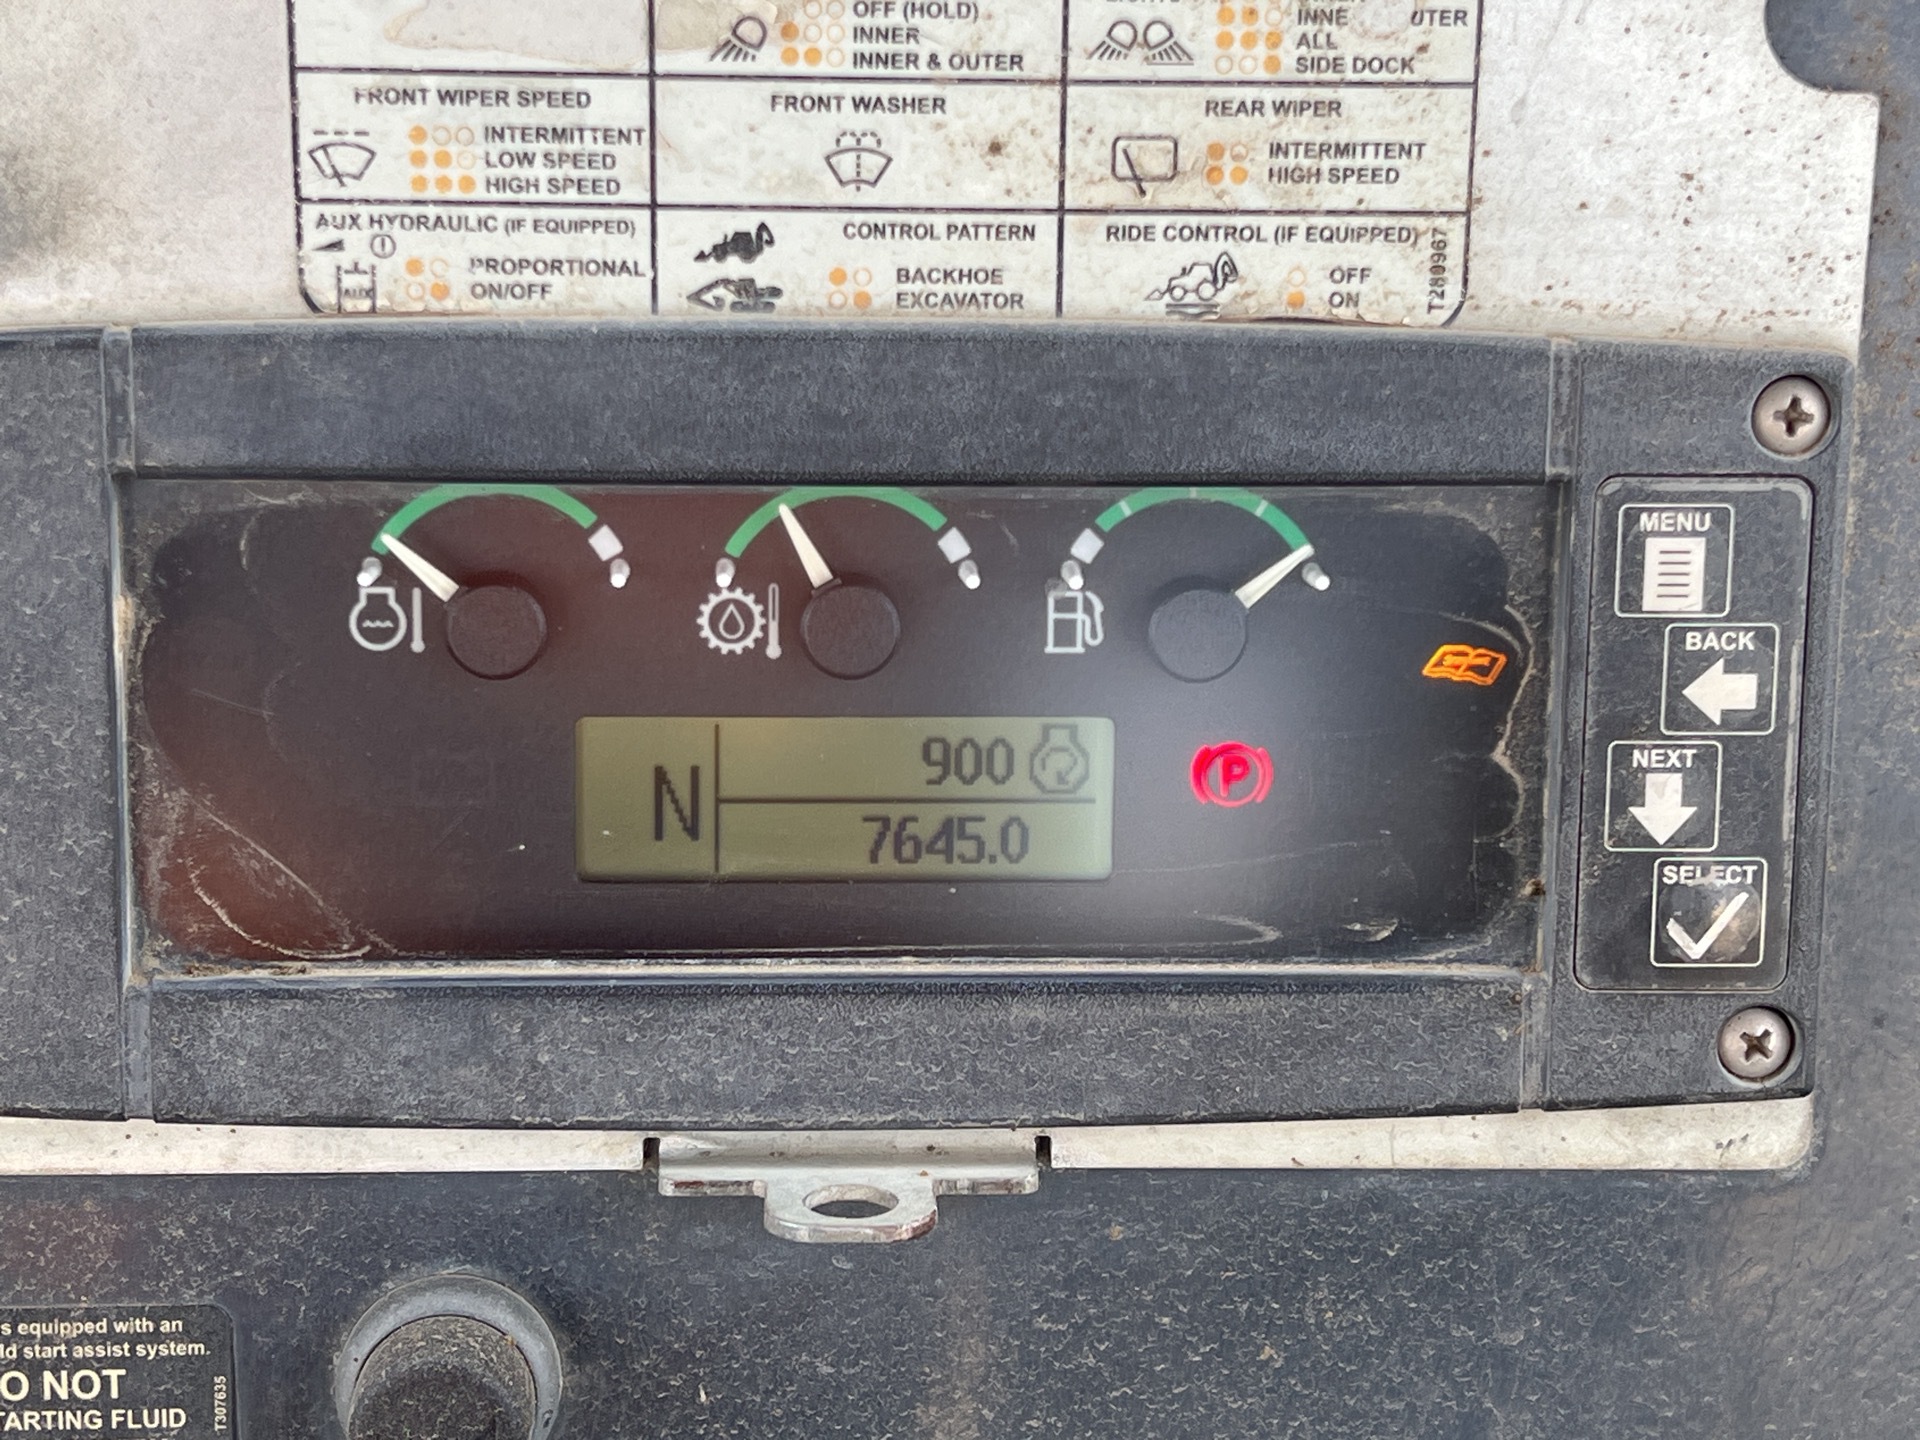 OFF (HOLD)
INNER
INNER & OUTER
ALL
SIDE DOCK
FRONT WIPER SPEED
INTERMITTENT
LOW SPEED
HIGH SPEED
FRONT WASHER
REAR WIPER
INTERMITTENT
HIGH SPEED
AUX HYDRAULIC (IF EQUIPPED)
PROPORTIONAL
ON/OFF
AUX
CONTROL PATTERN
BACKHOE
EXCAVATOR
RIDE CONTROL (IF EQUIPPED)
OFF
ON
T280967
MENU
BACK
NEXT
SELECT
N
900
7645.0
P
s equipped with an
ld start assist system.
O NOT
TARTING FLUID
T307635